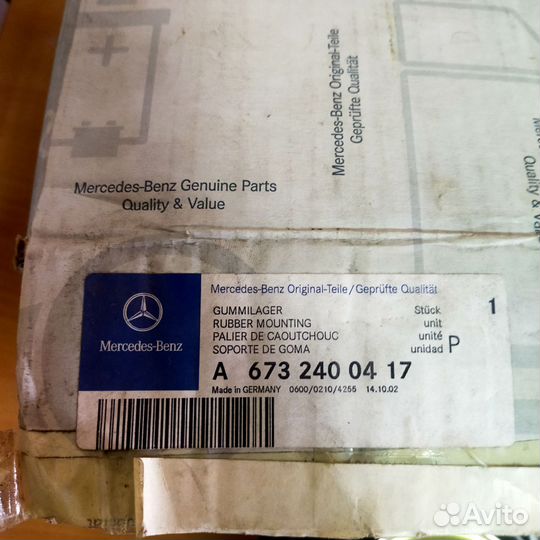 Mercedes-Benz Original-Teile
Geprüfte Qualität
Mercedes-Benz Genuine Parts
Quality & Value
Quality & Value
Mercedes-Benz Original-Teile/Geprüfte Qualität
GUMMILAGER Stück 1
RUBBER MOUNTING unit
PALIER DE CAOUTCHOUC unité
SOPORTE DE GOMA unidad P
Mercedes-Benz
A 673 240 04 17
Made in GERMANY 0600/0210/4255 14.10.02
Avito